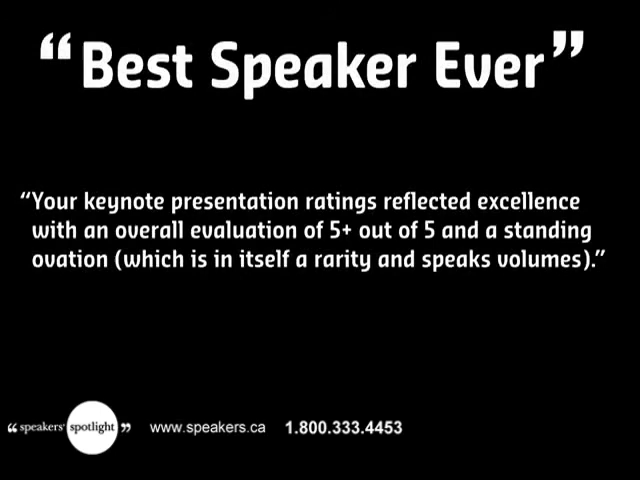 “Best Speaker Ever”
“Your keynote presentation ratings reflected excellence
with an overall evaluation of 5+ out of 5 and a standing
ovation (which is in itself a rarity and speaks volumes).”
“speakers’ spotlight” www.speakers.ca 1.800.333.4453